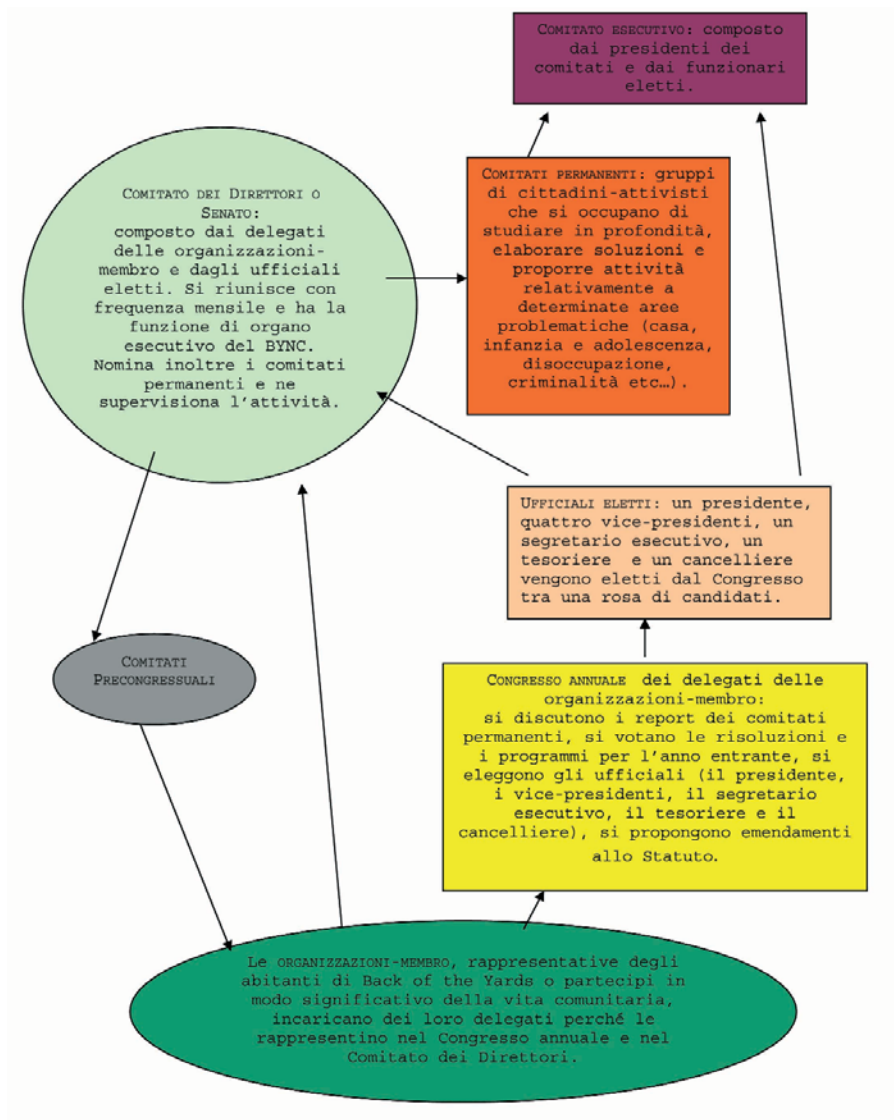 COMITATO ESECUTIVO: composto
dai presidenti dei
comitati e dai funzionari
eletti.
COMITATI PERMANENTI: gruppi
di cittadini-attivisti
che si occupano di
studiare in profondità,
elaborare soluzioni e
proporre attività
relativamente a
determinate aree
problematiche (casa,
infanzia e adolescenza,
disoccupazione,
criminalità etc…).
COMITATO DEI DIRETTORI O
SENATO:
composto dai delegati
delle organizzazioni-
membro e dagli ufficiali
eletti. Si riunisce con
frequenza mensile e ha la
funzione di organo
esecutivo del BYNC.
Nomina inoltre i comitati
permanenti e ne
supervisiona l'attività.
UFFICIALI ELETTI: un presidente,
quattro vice-presidenti, un
segretario esecutivo, un
tesoriere e un cancelliere
vengono eletti dal Congresso
tra una rosa di candidati.
COMITATI
PRECONGRESSUALI
CONGRESSO ANNUALE dei delegati delle
organizzazioni-membro:
si discutono i report dei comitati
permanenti, si votano le risoluzioni e
i programmi per l'anno entrante, si
eleggono gli ufficiali (il presidente,
i vice-presidenti, il segretario
esecutivo, il tesoriere e il
cancelliere), si propongono emendamenti
allo Statuto.
Le ORGANIZZAZIONI-MEMBRO, rappresentative degli
abitanti di Back of the Yards o partecipi in
modo significativo della vita comunitaria,
incaricano dei loro delegati perché le
rappresentino nel Congresso annuale e nel
Comitato dei Direttori.